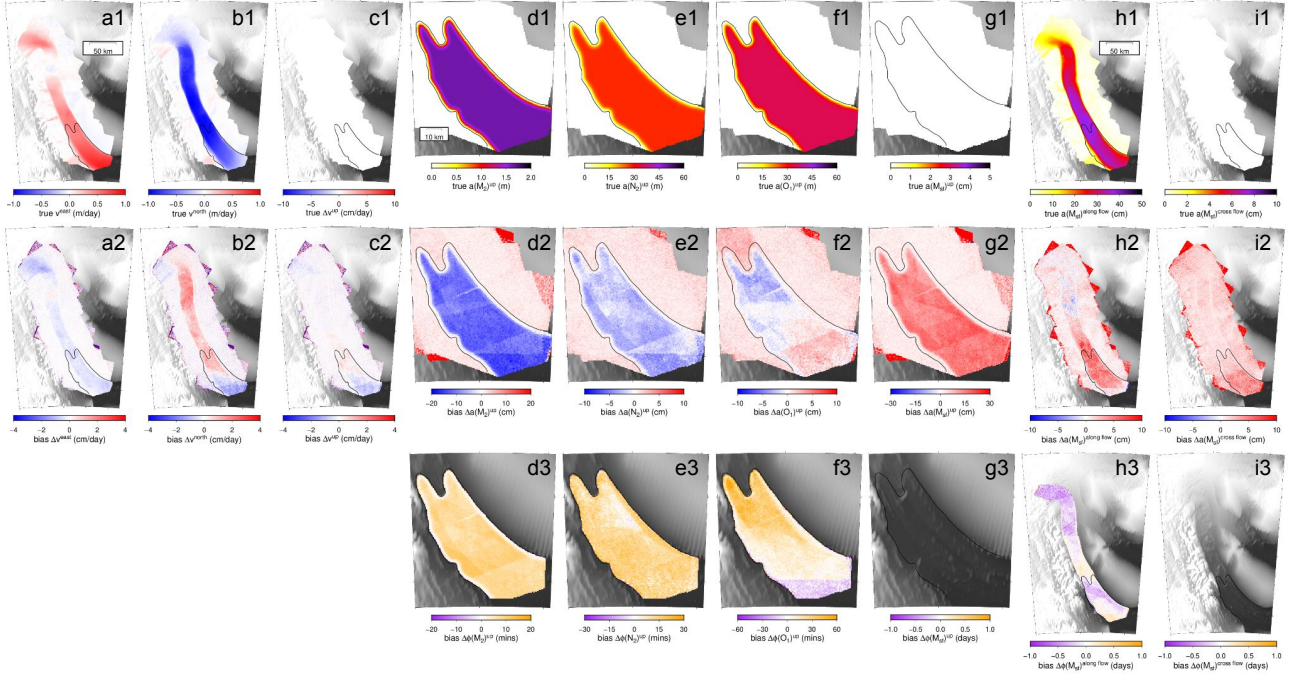 a1 b1 c1 d1 e1 f1 g1 h1 i1
50 km 10 km 50 km
−1.0 −0.5 0.0 0.5 1.0 −1.0 −0.5 0.0 0.5 1.0 −10 −5 0 5 10 0.0 0.5 1.0 1.5 2.0 0 15 30 45 60 0 15 30 45 60 0 1 2 3 4 5 0 10 20 30 40 50 0 2 4 6 8 10
true v^east (m/day) true v^north (m/day) true Δv^up (m/day) true a(M₂)^up (m) true a(N₂)^up (m) true a(O₁)^up (m) true a(Msf)^up (cm) true a(Msf)^along flow (cm) true a(Msf)^cross flow (cm)
a2 b2 c2 d2 e2 f2 g2 h2 i2
−4 −2 0 2 4 −4 −2 0 2 4 −4 −2 0 2 4 −20 −10 0 10 20 −10 −5 0 5 10 −10 −5 0 5 10 −30 −15 0 15 30 −10 −5 0 5 10 −10 −5 0 5 10
bias Δv^east (cm/day) bias Δv^north (cm/day) bias Δv^up (cm/day) bias Δa(M₂)^up (cm) bias Δa(N₂)^up (cm) bias Δa(O₁)^up (cm) bias Δa(Msf)^up (cm) bias Δa(Msf)^along flow (cm) bias Δa(Msf)^cross flow (cm)
d3 e3 f3 g3 h3 i3
−20 −10 0 10 20 −30 −15 0 15 30 −60 −30 0 30 60 −1.0 −0.5 0.0 0.5 1.0
bias Δϕ(M₂)^up (mins) bias Δϕ(N₂)^up (mins) bias Δϕ(O₁)^up (mins) bias Δϕ(Msf)^up (days)
−1.0 −0.5 0.0 0.5 1.0 −1.0 −0.5 0.0 0.5 1.0
bias Δϕ(Msf)^along flow (days) bias Δϕ(Msf)^cross flow (days)